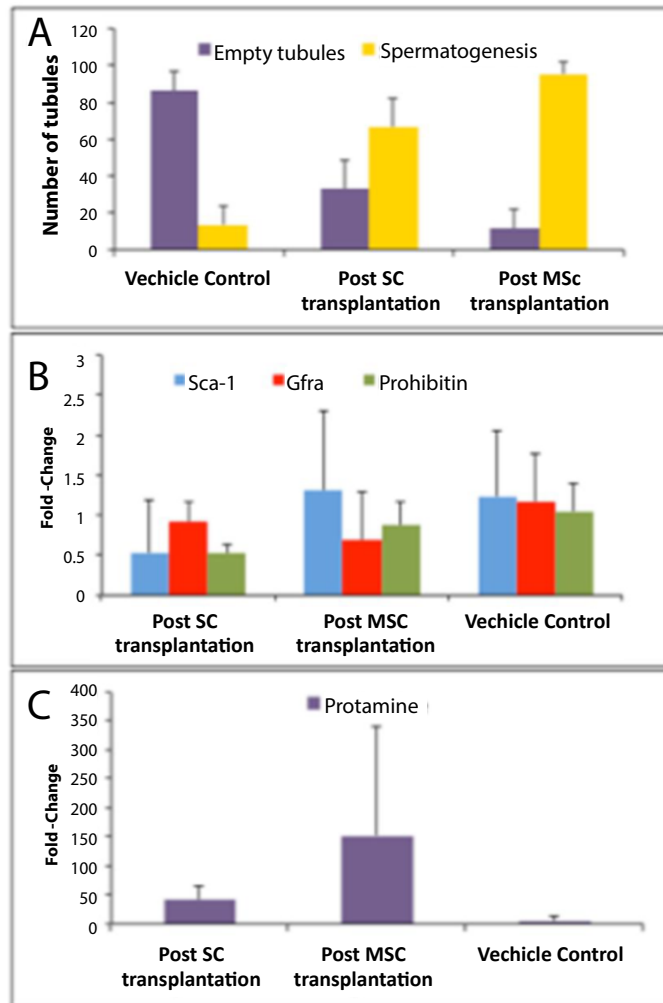 A
Empty tubules Spermatogenesis
Number of tubules
120
100
80
60
40
20
0
Vechicle Control
Post SC transplantation
Post MSc transplantation
B
Sca-1 Gfra Prohibitin
Fold -Change
3
2.5
2
1.5
1
0.5
0
Post SC transplantation
Post MSC transplantation
Vechicle Control
C
Protamine
Fold -Change
400
350
300
250
200
150
100
50
0
Post SC transplantation
Post MSC transplantation
Vechicle Control